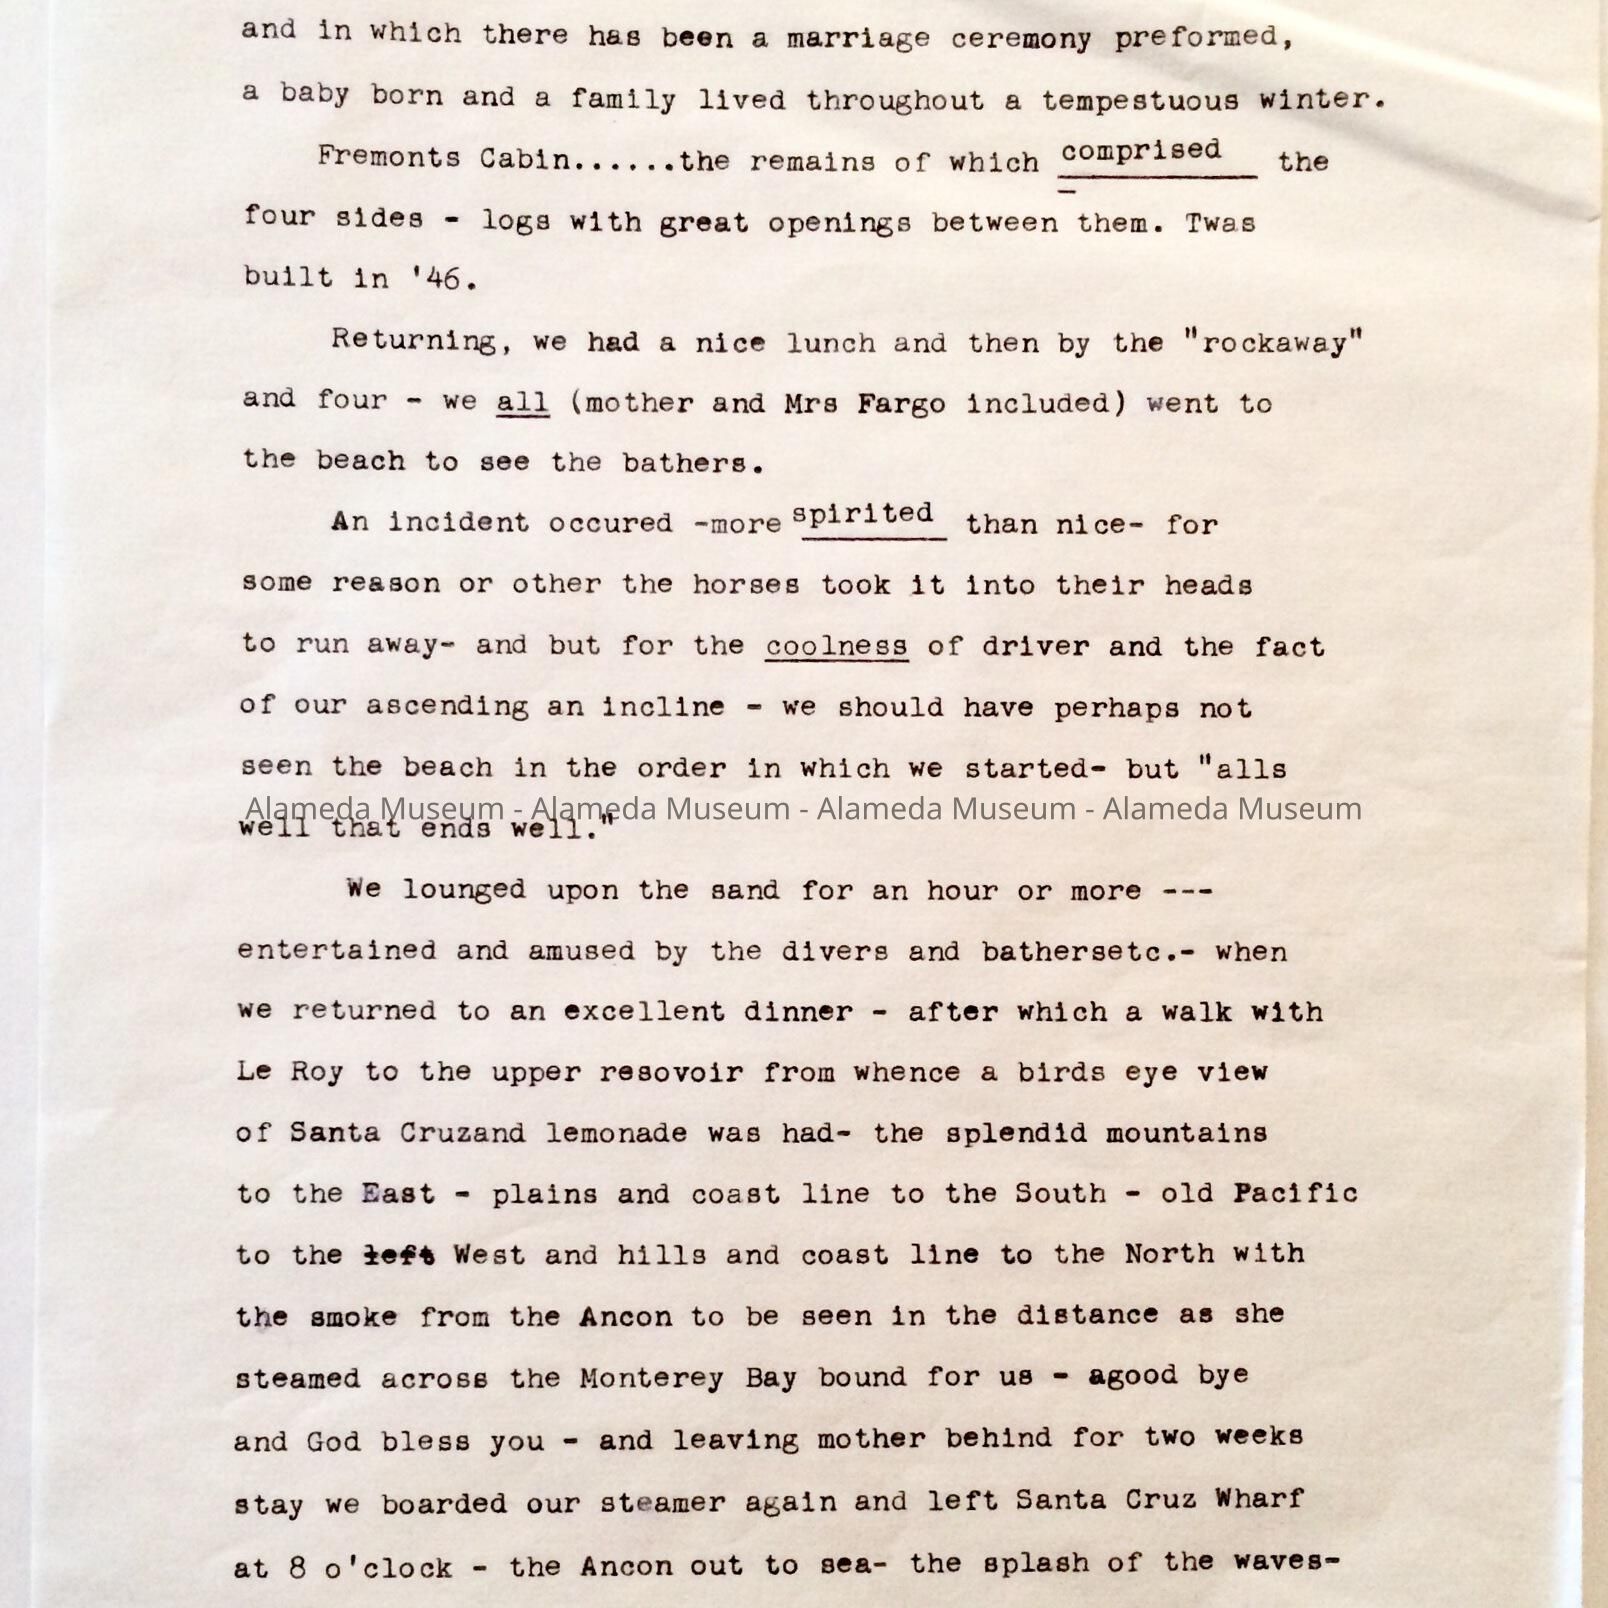 and in which there has been a marriage ceremony preformed,
a baby born and a family lived throughout a tempestuous winter.
Fremonts Cabin......the remains of which comprised the
four sides - logs with great openings between them. Twas
built in '46.
Returning, we had a nice lunch and then by the "rockaway"
and four - we all (mother and Mrs Fargo included) went to
the beach to see the bathers.
An incident occured -more spirited than nice- for
some reason or other the horses took it into their heads
to run away- and but for the coolness of driver and the fact
of our ascending an incline - we should have perhaps not
seen the beach in the order in which we started- but "alls
Alameda Museum - Alameda Museum - Alameda Museum - Alameda Museum
well that ends well."
We lounged upon the sand for an hour or more ---
entertained and amused by the divers and bathersetc.- when
we returned to an excellent dinner - after which a walk with
Le Roy to the upper resovoir from whence a birds eye view
of Santa Cruzand lemonade was had- the splendid mountains
to the East - plains and coast line to the South - old Pacific
to the left West and hills and coast line to the North with
the smoke from the Ancon to be seen in the distance as she
steamed across the Monterey Bay bound for us - agood bye
and God bless you - and leaving mother behind for two weeks
stay we boarded our steamer again and left Santa Cruz Wharf
at 8 o'clock - the Ancon out to sea- the splash of the waves-